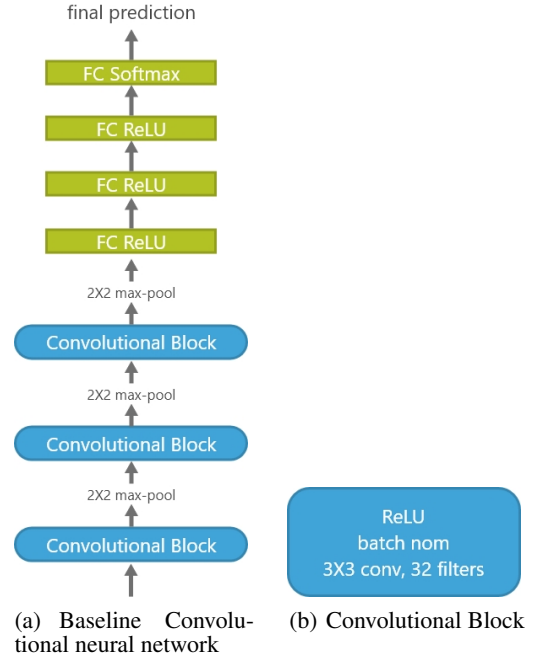 final prediction
FC Softmax
FC ReLU
FC ReLU
FC ReLU
2X2 max-pool
Convolutional Block
2X2 max-pool
Convolutional Block
2X2 max-pool
Convolutional Block
(a) Baseline Convolu-
tional neural network
ReLU
batch nom
3X3 conv, 32 filters
(b) Convolutional Block